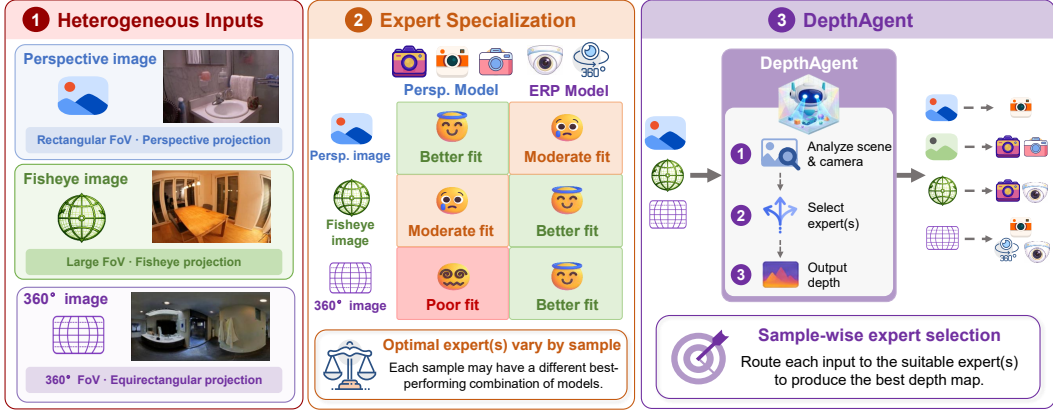 1 Heterogeneous Inputs
Perspective image
Rectangular FoV · Perspective projection
Fisheye image
Large FoV · Fisheye projection
360° image
360° FoV · Equirectangular projection
2 Expert Specialization
360°
Persp. Model
ERP Model
Persp. image
Better fit
Moderate fit
Fisheye
image
Moderate fit
Better fit
360° image
Poor fit
Better fit
Optimal expert(s) vary by sample
Each sample may have a different best-
performing combination of models.
3 DepthAgent
DepthAgent
1 Analyze scene
& camera
2 Select
expert(s)
3 Output
depth
360°
Sample-wise expert selection
Route each input to the suitable expert(s)
to produce the best depth map.